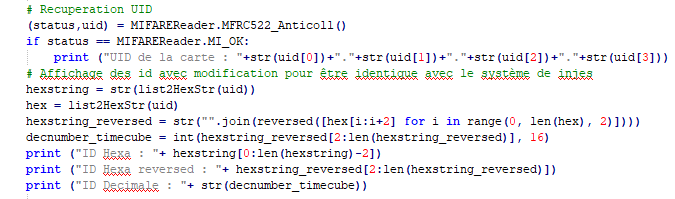 # Recuperation UID
(status,uid) = MIFAREReader.MFRC522_Anticoll()
if status == MIFAREReader.MI_OK:
    print ("UID de la carte : "+str(uid[0])+"."+str(uid[1])+"."+str(uid[2])+"."+str(uid[3]))
# Affichage des id avec modification pour être identique avec le système de injes
hexstring = str(list2HexStr(uid))
hex = list2HexStr(uid)
hexstring_reversed = str("".join(reversed([hex[i:i+2] for i in range(0, len(hex), 2)])))
decnumber_timecube = int(hexstring_reversed[2:len(hexstring_reversed)], 16)
print ("ID Hexa : "+ hexstring[0:len(hexstring)-2])
print ("ID Hexa reversed : "+ hexstring_reversed[2:len(hexstring_reversed)])
print ("ID Decimale : "+ str(decnumber_timecube))